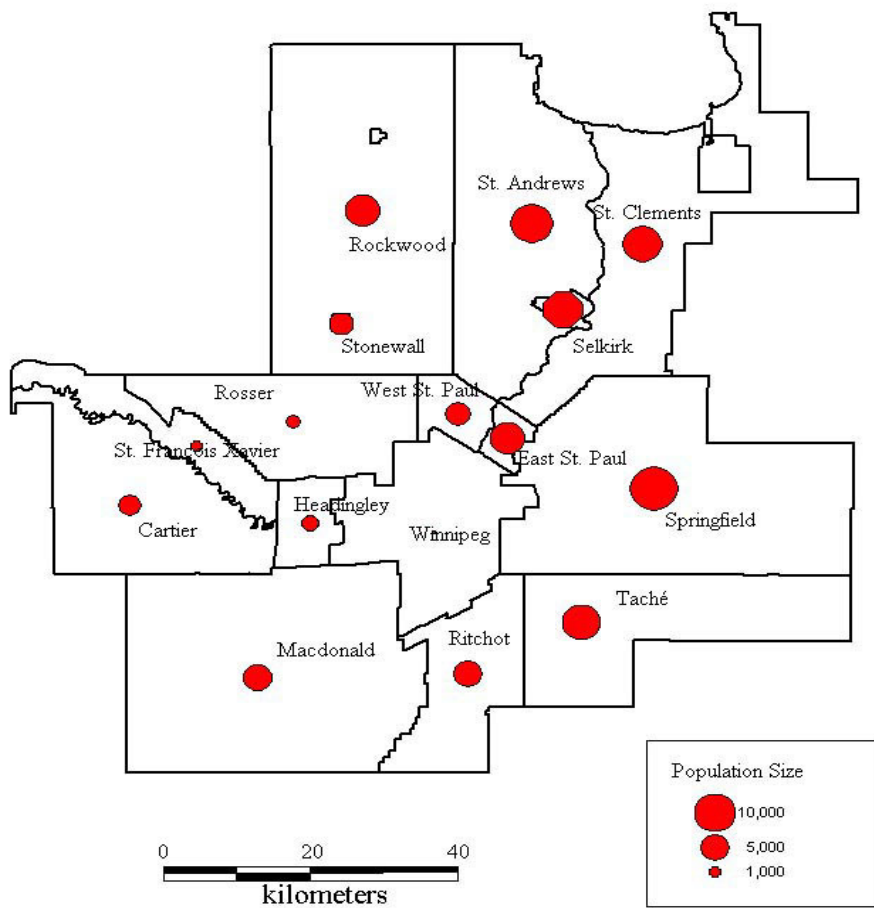 St. Andrews
St. Clements
Rockwood
Stonewall
Selkirk
Rosser
West St. Paul
St. François Xavier
East St. Paul
Headingley
Cartier
Winnipeg
Springfield
Taché
Ritchot
Macdonald
Population Size
10,000
5,000
1,000
0 20 40
kilometers